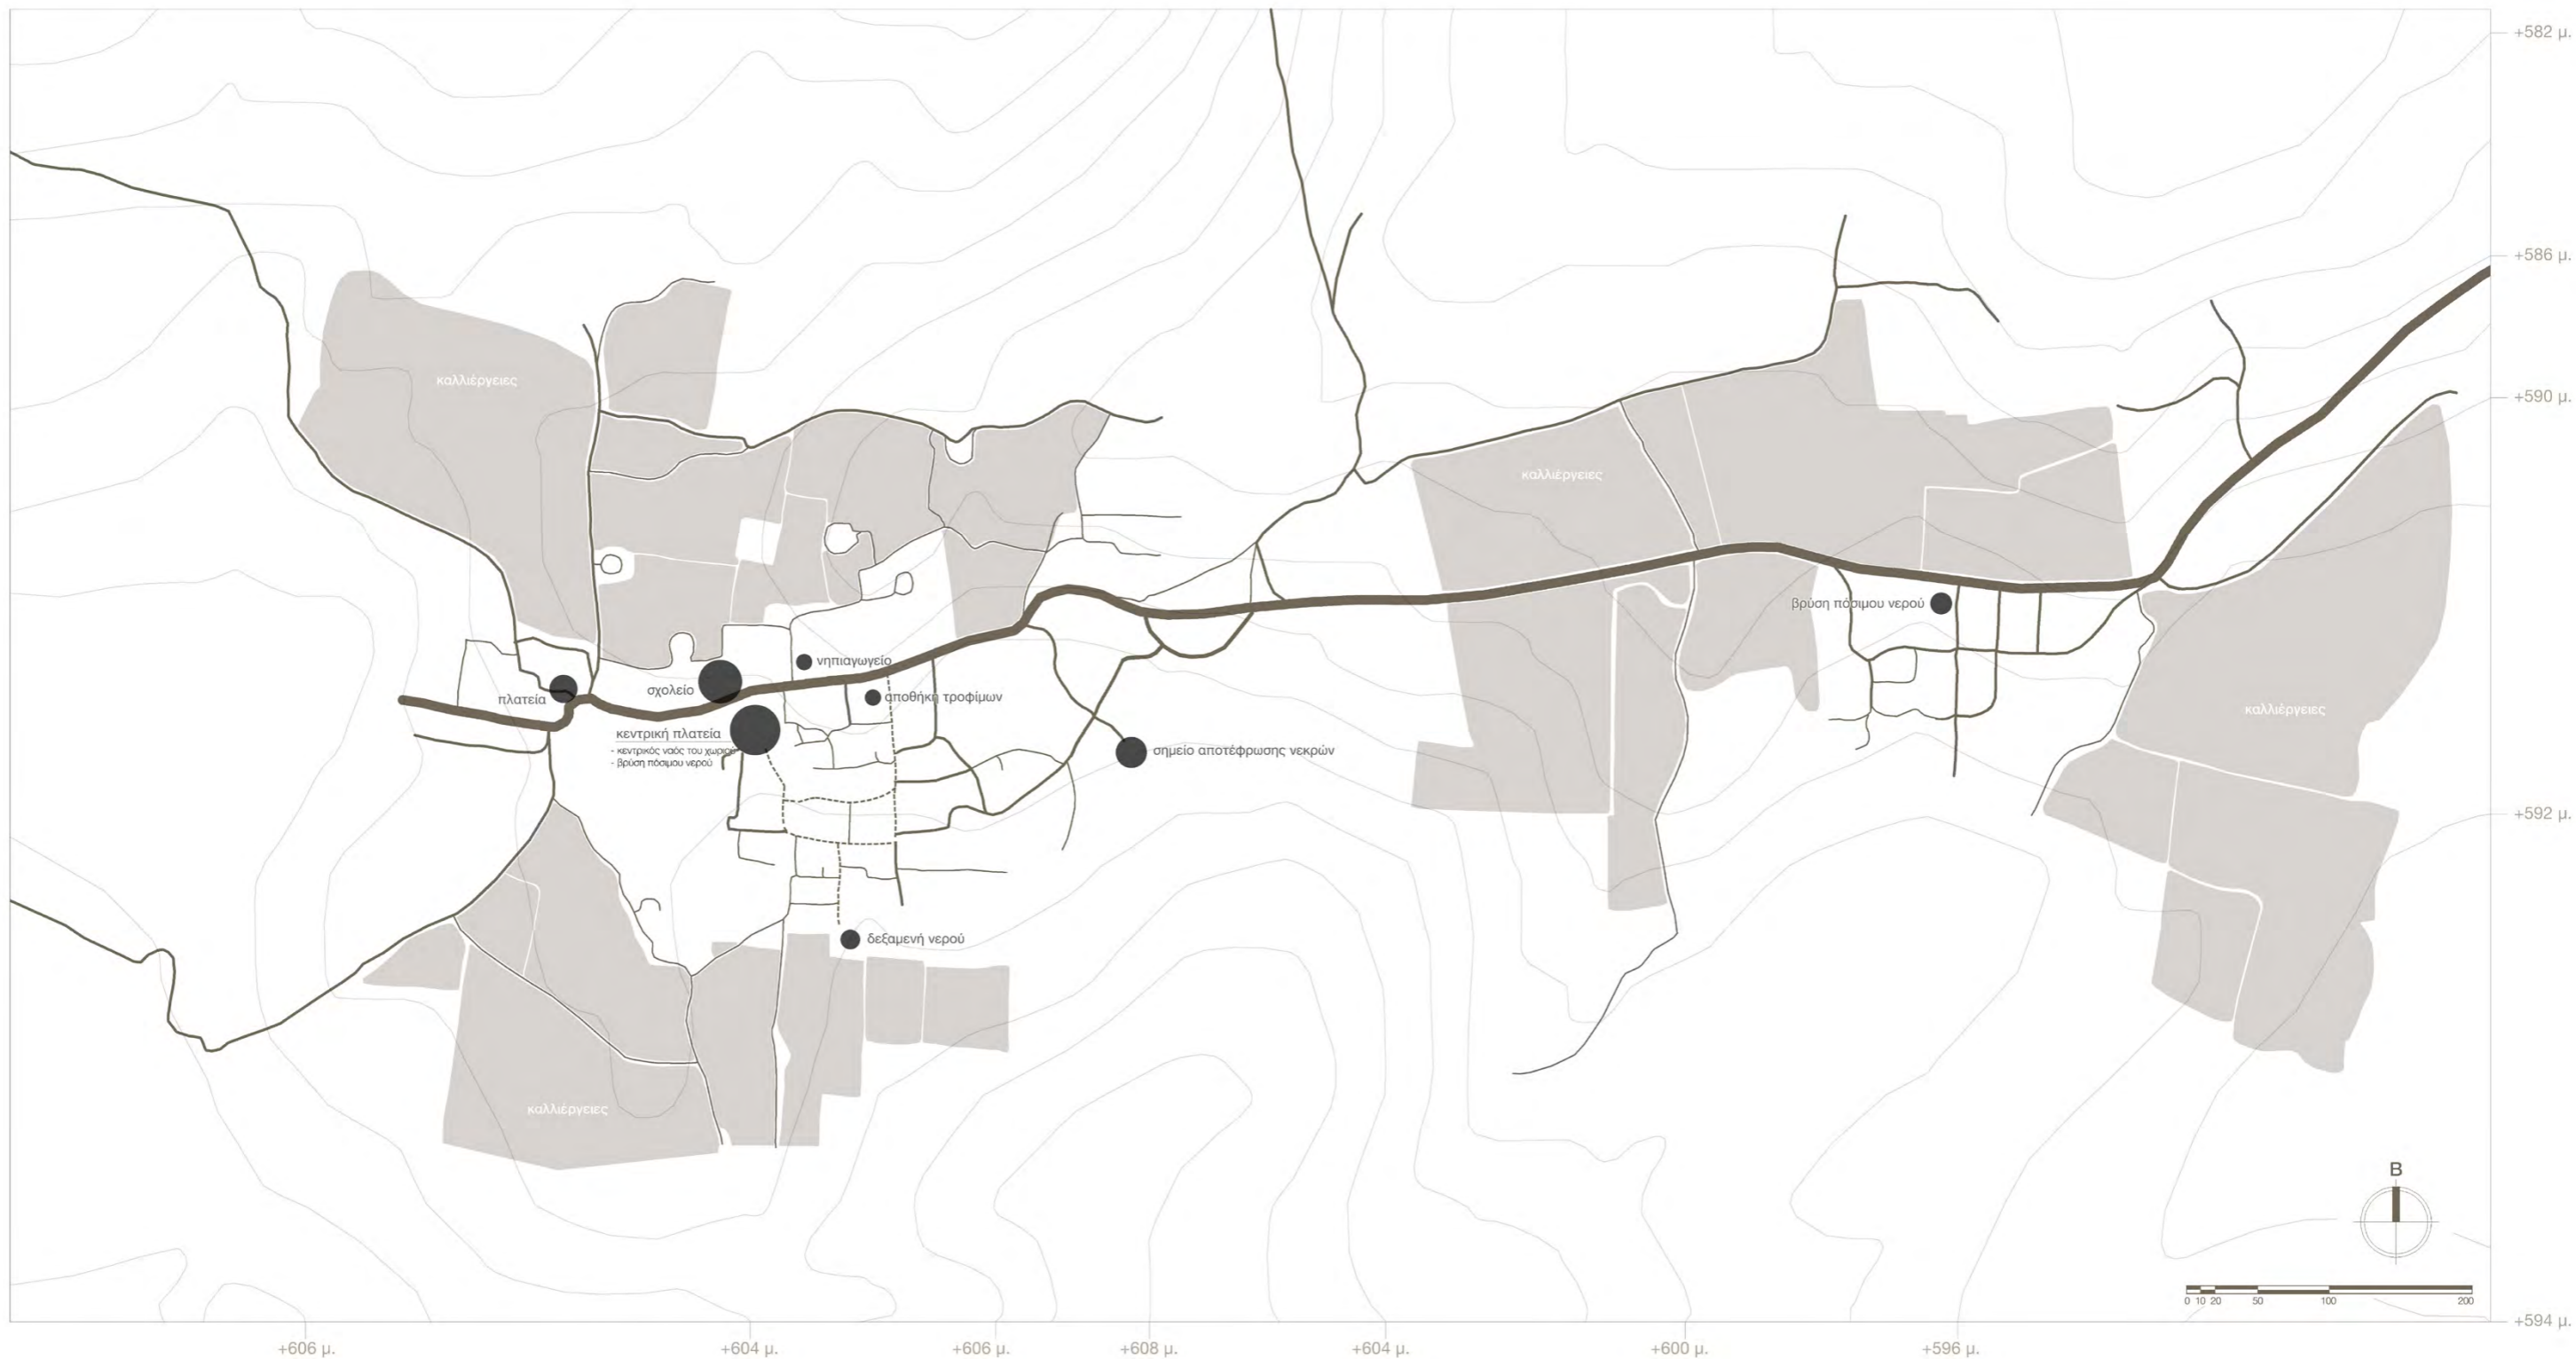 +582 μ.
+586 μ.
καλλιέργειες
+590 μ.
καλλιέργειες
βρύση πόσιμου νερού
νηπιαγωγείο
σχολείο
πλατεία
αποθήκη τροφίμων
καλλιέργειες
κεντρική πλατεία
- κεντρικός ναός του χωριού
- βρύση πόσιμου νερού
σημείο αποτέφρωσης νεκρών
+592 μ.
δεξαμενή νερού
καλλιέργειες
Β
0 10 20 50 100 200
+594 μ.
+606 μ. +604 μ. +606 μ. +608 μ. +604 μ. +600 μ. +596 μ.